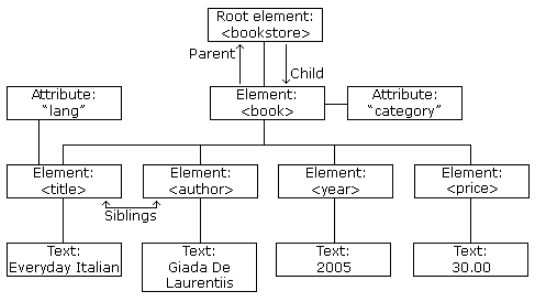 Root element:
<bookstore>
Parent
Child
Attribute:
“lang”
Element:
<book>
Attribute:
“category”
Element:
<title>
Element:
<author>
Element:
<year>
Element:
<price>
Siblings
Text:
Everyday Italian
Text:
Giada De
Laurentiis
Text:
2005
Text:
30.00